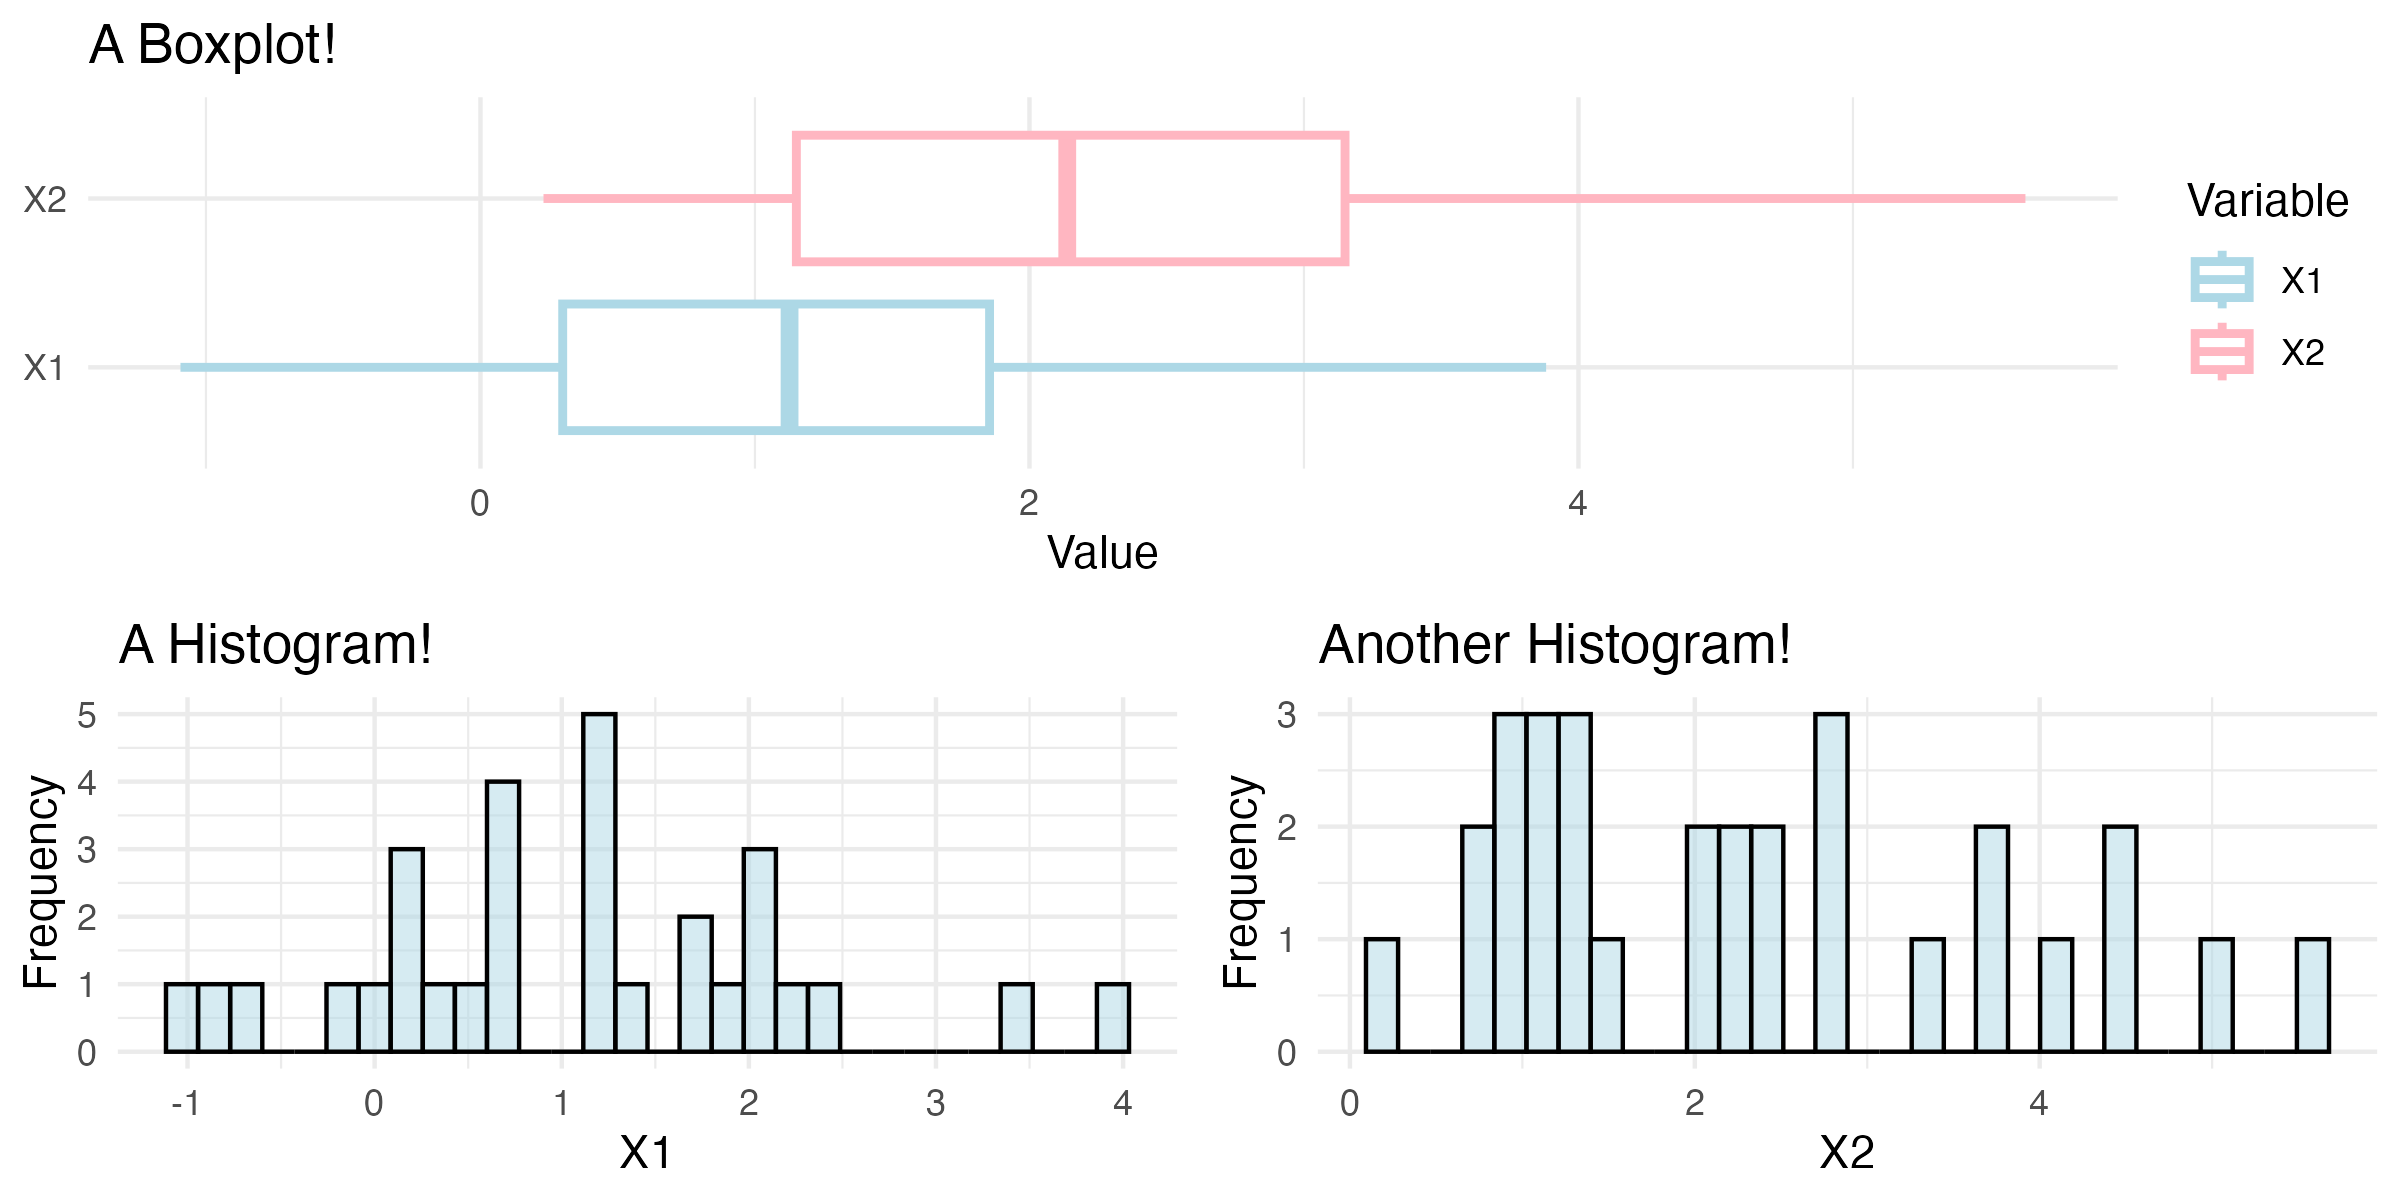 A Boxplot!
X2
X1
0 2 4
Value
Variable
X1
X2
A Histogram!
Frequency
5
4
3
2
1
0
-1 0 1 2 3 4
X1
Another Histogram!
Frequency
3
2
1
0
0 2 4
X2